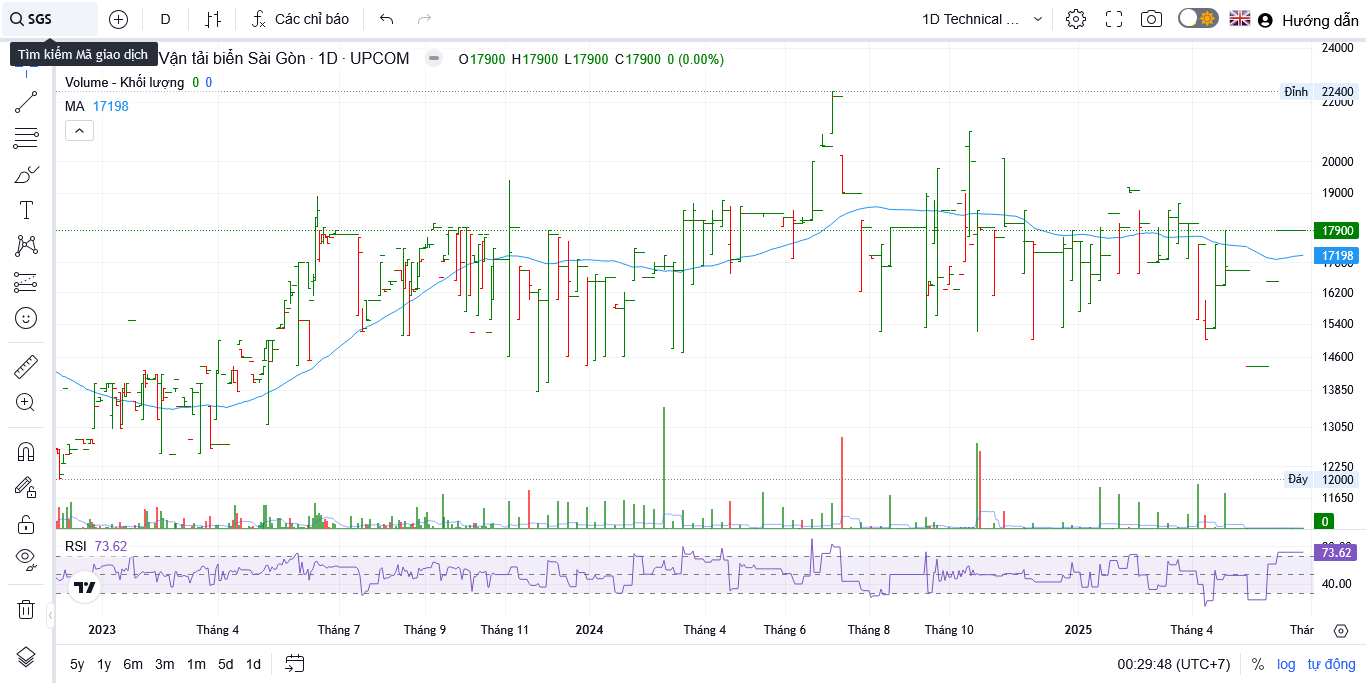 SGS
D
Các chỉ báo
1D Technical ...
Hướng dẫn
Tìm kiếm Mã giao dịch
Vận tải biển Sài Gòn · 1D · UPCOM
O17900 H17900 L17900 C17900 0 (0.00%)
Volume - Khối lượng 0 0
MA 17198
24000
Đỉnh 22400
22000
20000
19000
17900
17198
17000
16200
15400
14600
13850
13050
12250
Đáy 12000
11650
0
RSI 73.62
73.62
40.00
2023 Tháng 4 Tháng 7 Tháng 9 Tháng 11 2024 Tháng 4 Tháng 6 Tháng 8 Tháng 10 2025 Tháng 4 Thár
5y 1y 6m 3m 1m 5d 1d
00:29:48 (UTC+7) % log tự động